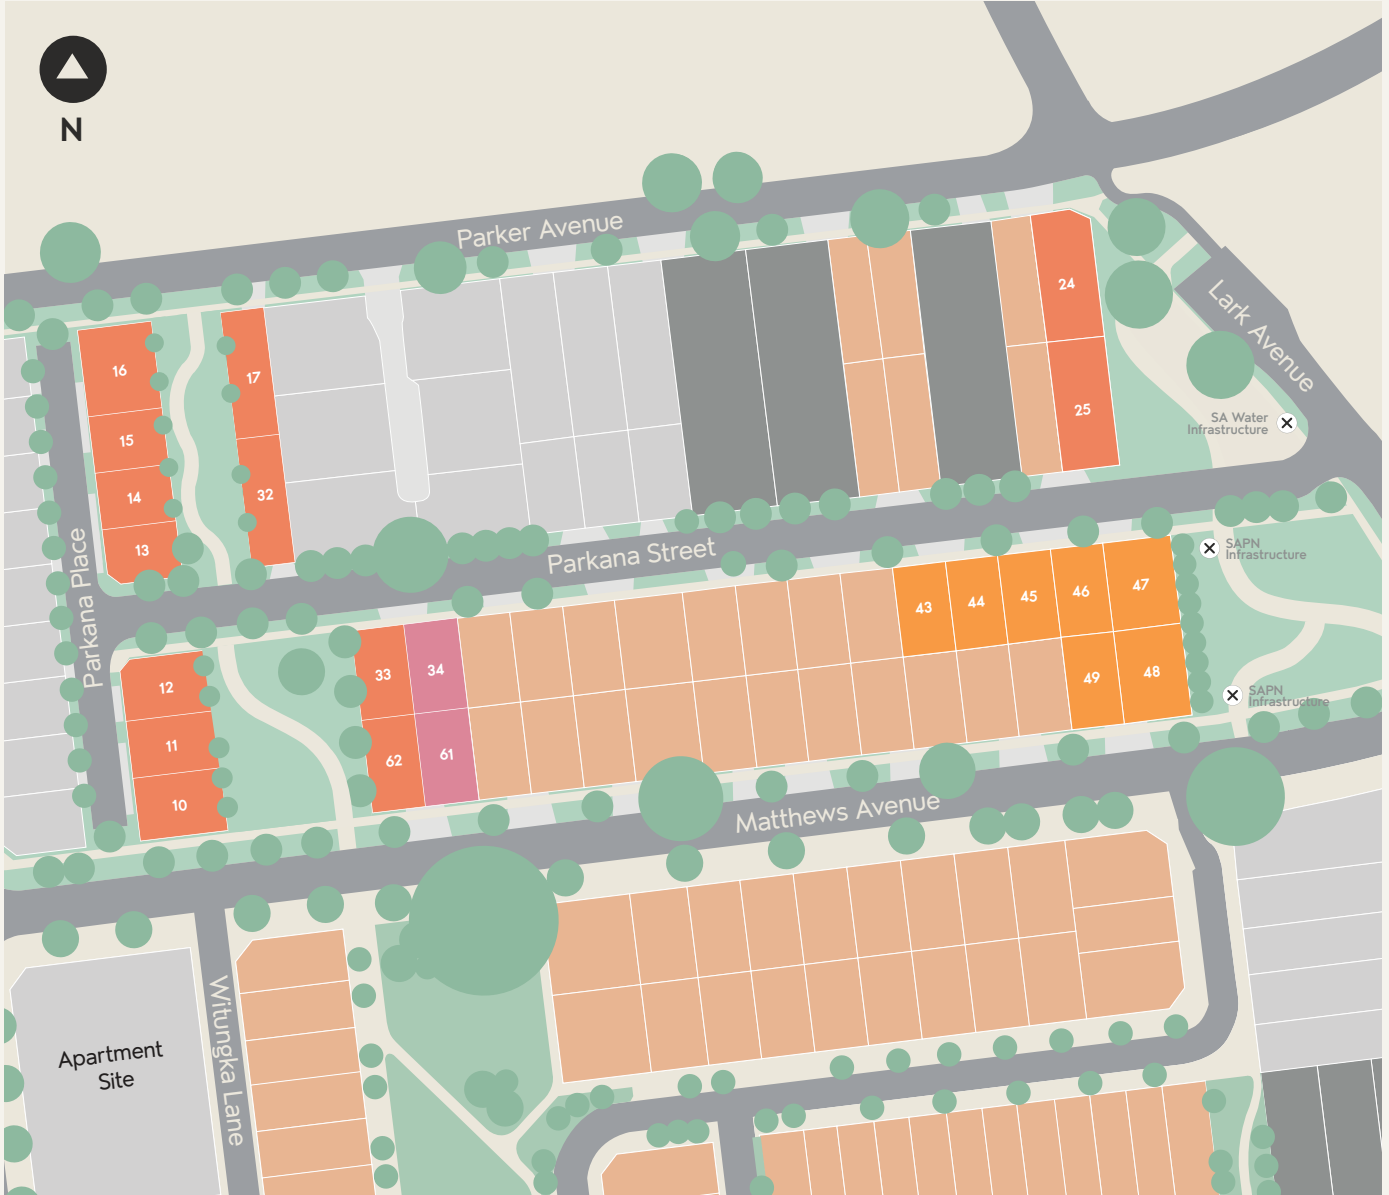 N
Parker Avenue
24
Lark Avenue
16
17
25
SA Water
Infrastructure
15
14
32
13
Parkana Street
SAPN
Infrastructure
Parkana Place
43
44
45
46
47
12
33
34
49
48
SAPN
Infrastructure
11
62
61
10
Matthews Avenue
Witungka Lane
Apartment
Site